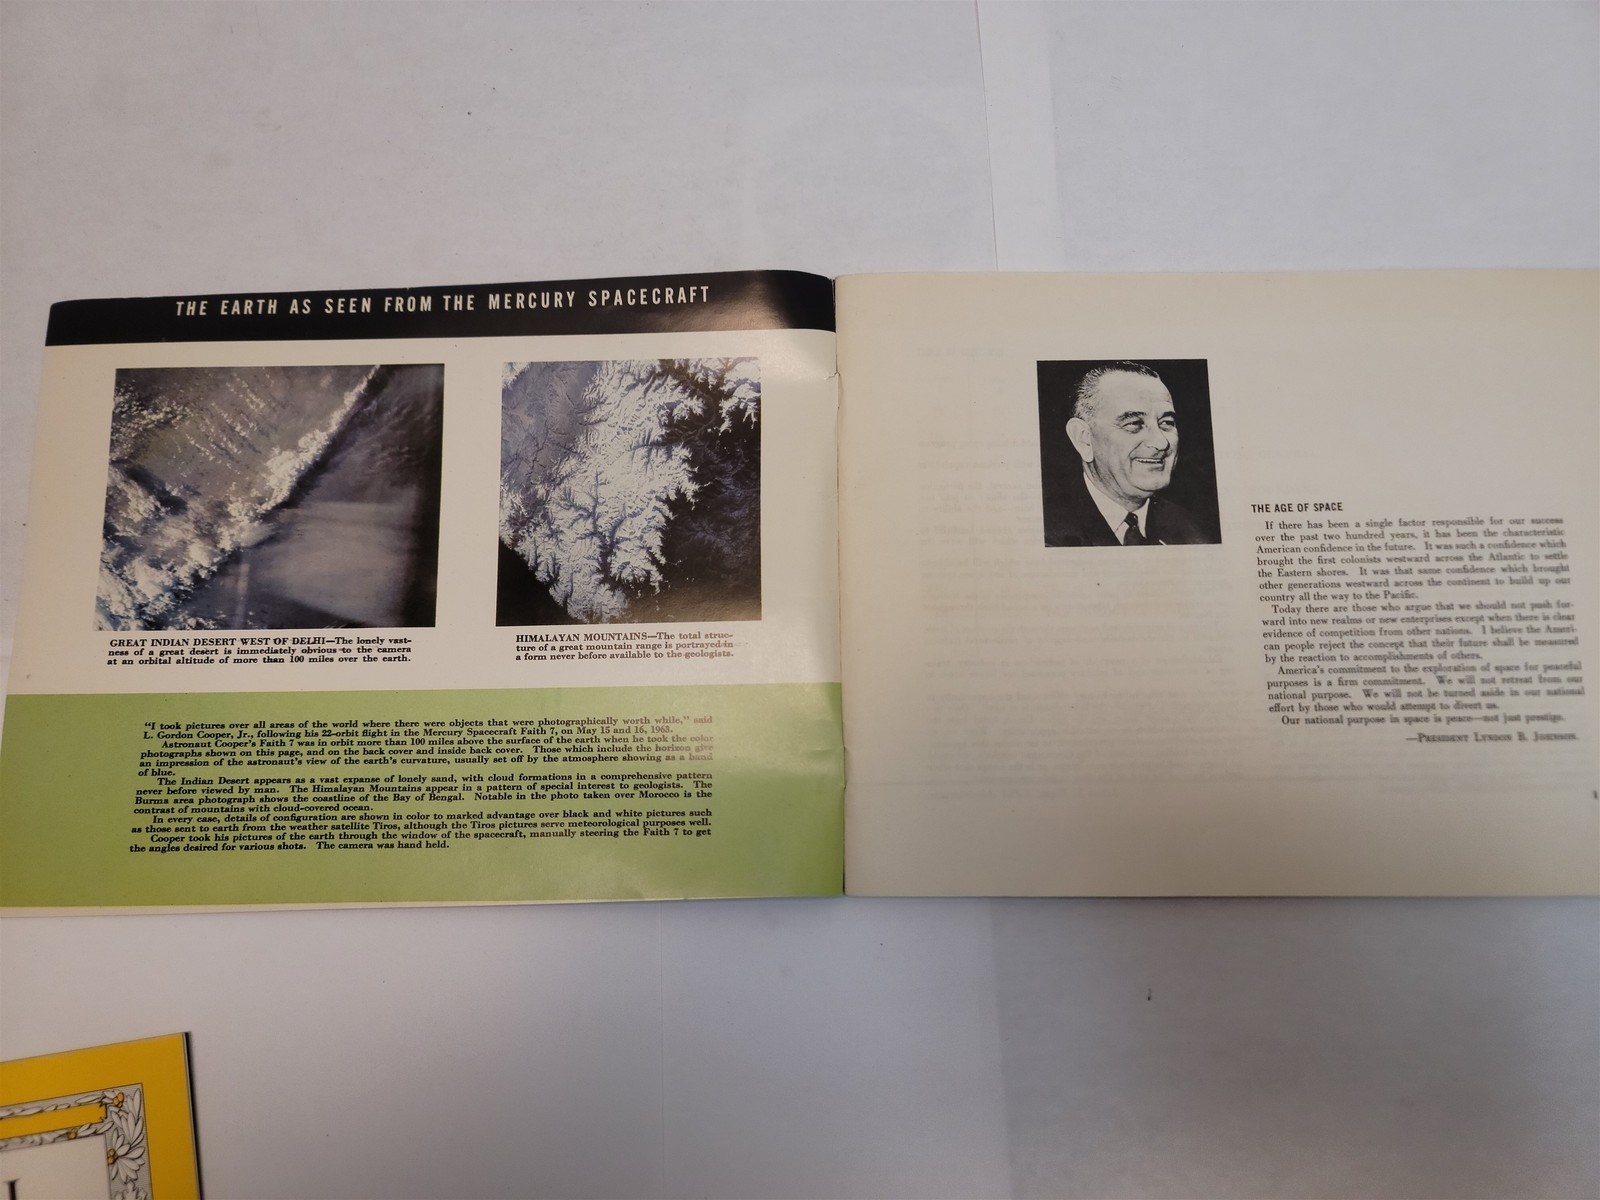 THE EARTH AS SEEN FROM THE MERCURY SPACECRAFT
GREAT INDIAN DESERT WEST OF DELHI—The lonely vast-
ness of a great desert is immediately obvious to the camera
at an orbital altitude of more than 100 miles over the earth.
HIMALAYAN MOUNTAINS—The total struc-
ture of a great mountain range is portrayed in
a form never before available to the geologists.
"I took pictures over all areas of the world where there were objects that were photographically worth while," said
L. Gordon Cooper, Jr., following his 22-orbit flight in the Mercury Spacecraft Faith 7, on May 15 and 16, 1963.
Astronaut Cooper's Faith 7 was in orbit more than 100 miles above the surface of the earth when he took the color
photographs shown on this page, and on the back cover and inside back cover. Those which include the horizon give
an impression of the astronaut's view of the earth's curvature, usually set off by the atmosphere showing as a band
of blue.
The Indian Desert appears as a vast expanse of lonely sand, with cloud formations in a comprehensive pattern
never before viewed by man. The Himalayan Mountains appear in a pattern of special interest to geologists. The
Burma area photograph shows the coastline of the Bay of Bengal. Notable in the photo taken over Morocco is the
contrast of mountains with cloud-covered ocean.
In every case, details of configuration are shown in color to marked advantage over black and white pictures such
as those sent to earth from the weather satellite Tiros, although the Tiros pictures serve meteorological purposes well.
Cooper took his pictures of the earth through the window of the spacecraft, manually steering the Faith 7 to get
the angles desired for various shots. The camera was hand held.
THE AGE OF SPACE
If there has been a single factor responsible for our success
over the past two hundred years, it has been the characteristic
American confidence in the future. It was such a confidence which
brought the first colonists westward across the Atlantic to settle
the Eastern shores. It was that same confidence which brought
other generations westward across the continent to build up our
country all the way to the Pacific.
Today there are those who argue that we should not push for-
ward into new realms or new enterprises except when there is clear
evidence of competition from other nations. I believe the Ameri-
can people reject the concept that their future shall be measured
by the reaction to accomplishments of others.
America's commitment to the exploration of space for peaceful
purposes is a firm commitment. We will not retreat from our
national purpose. We will not be turned aside in our national
effort by those who would attempt to divert us.
Our national purpose in space is peace—not just prestige.
—PRESIDENT LYNDON B. JOHNSON.